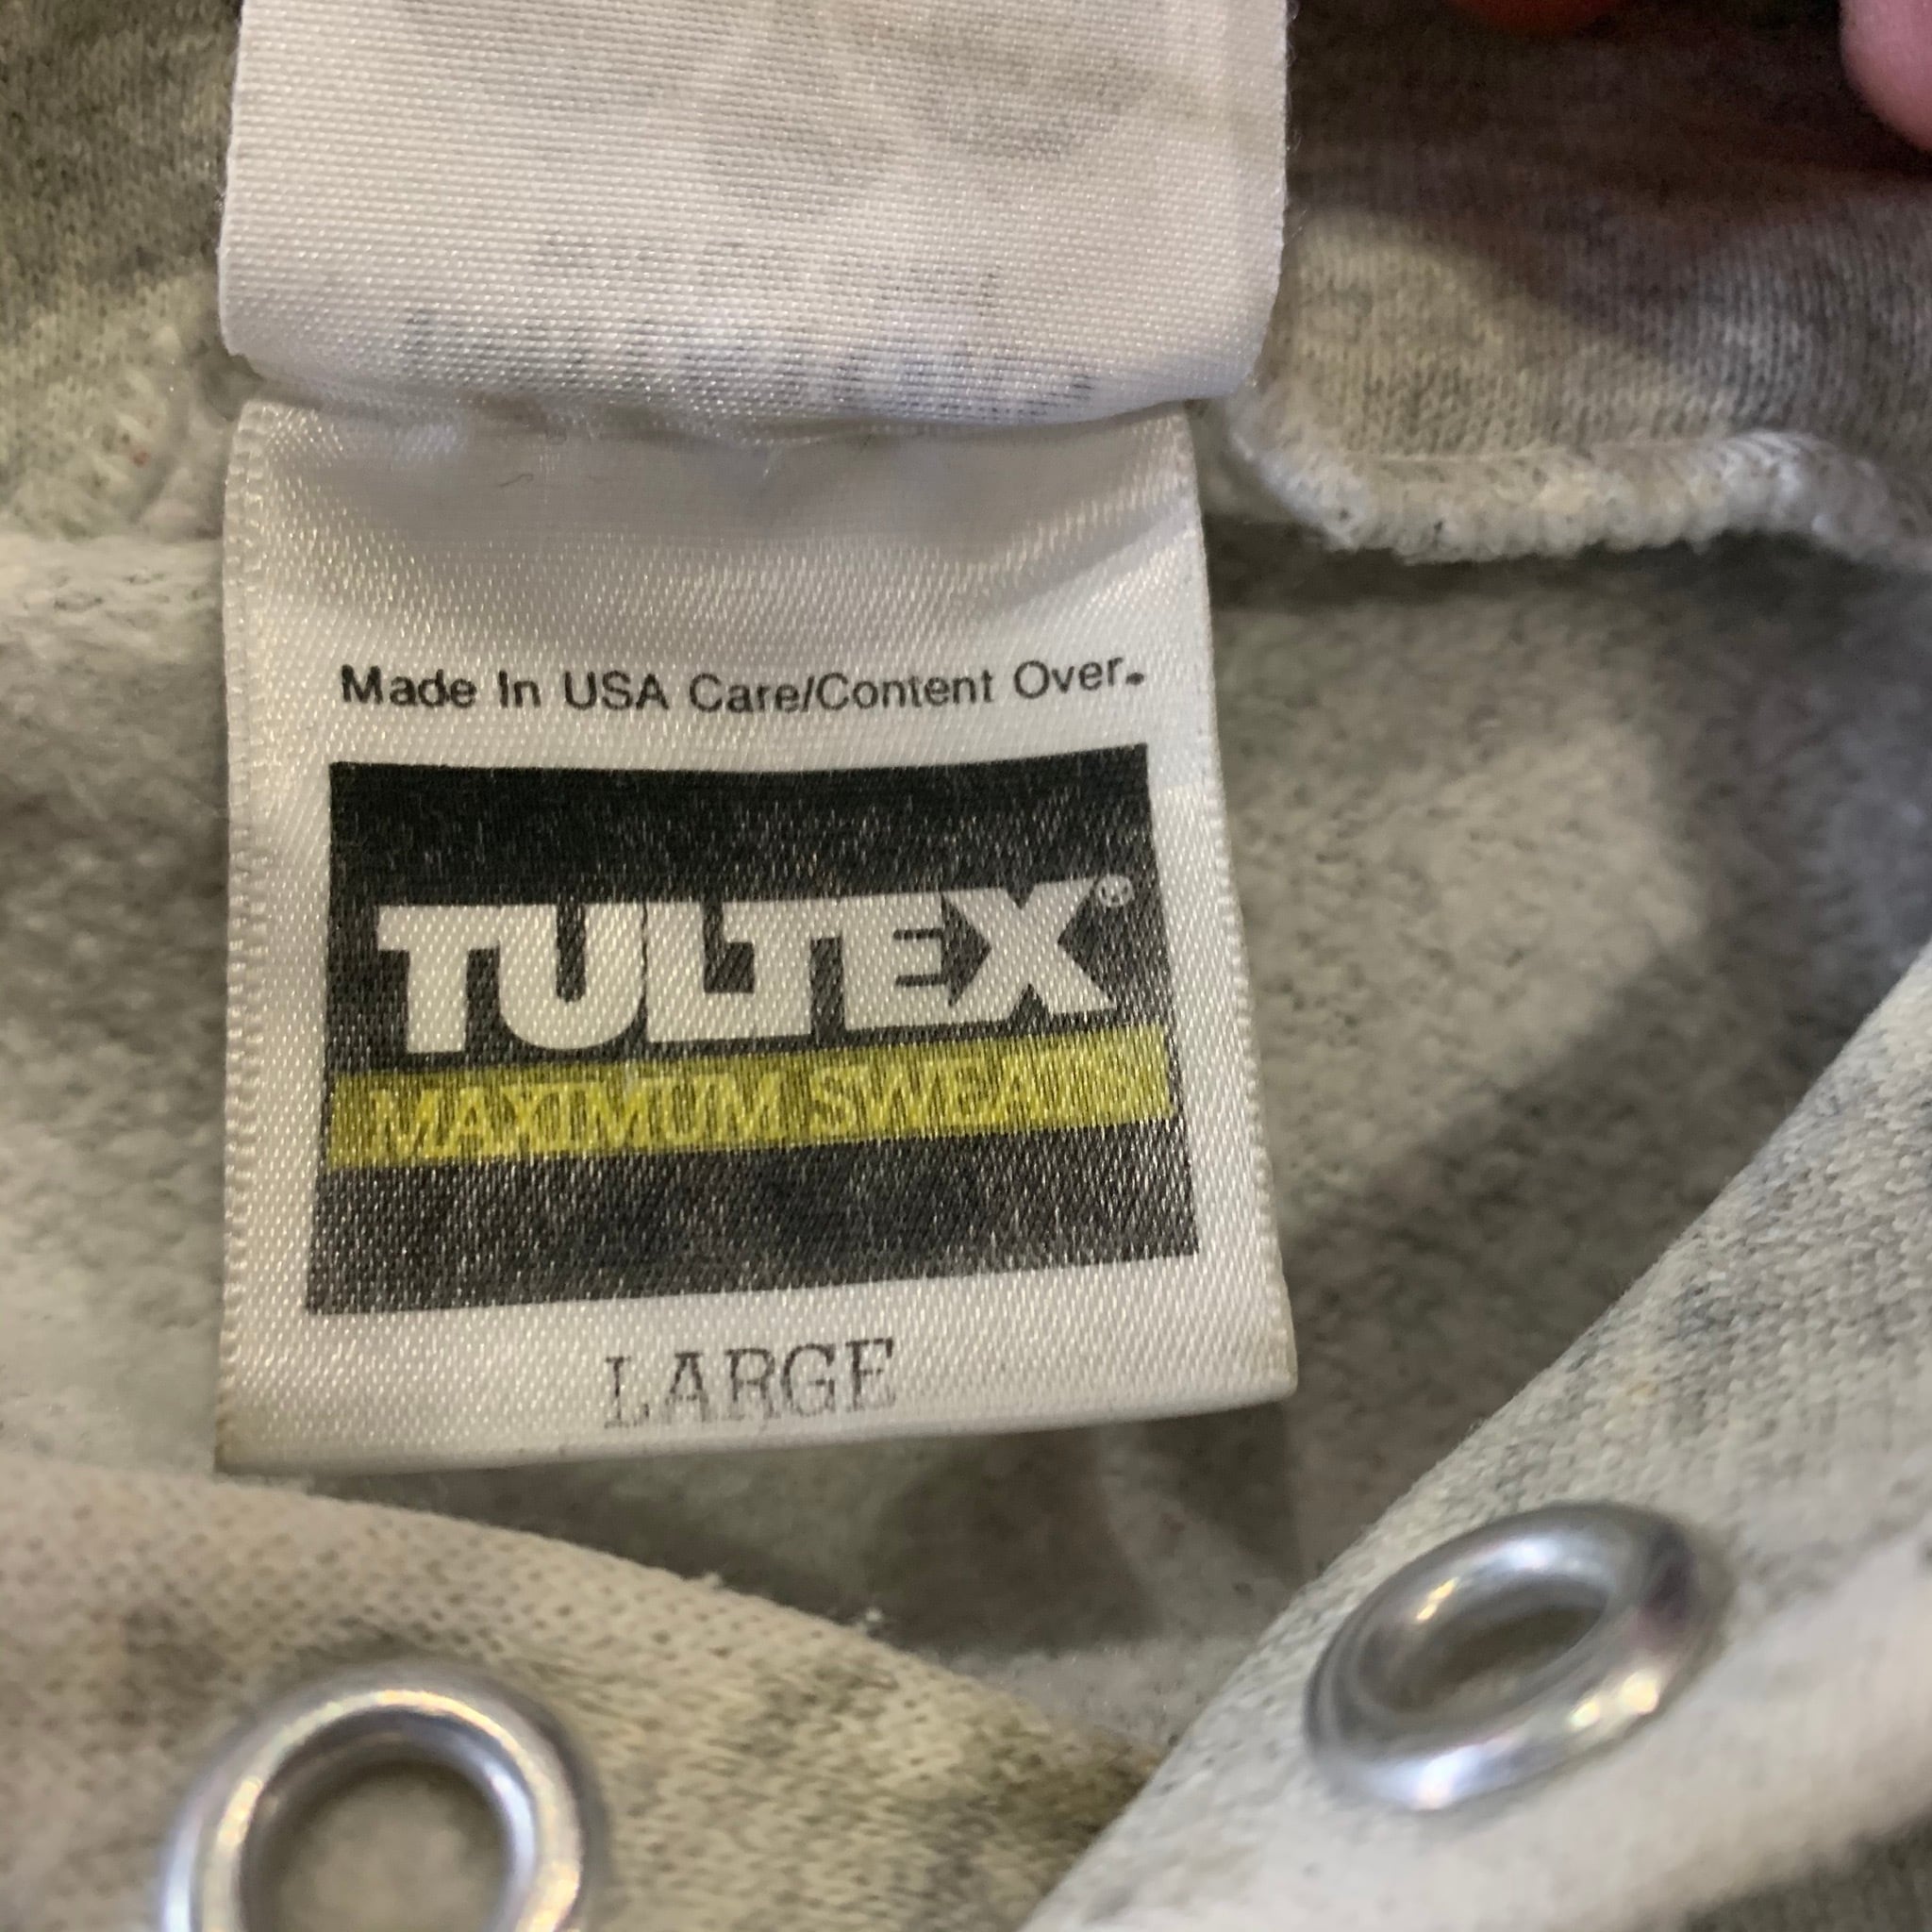 Made In USA Care/Content Over.
TULTEX®
MAXIMUM SWEATS
LARGE